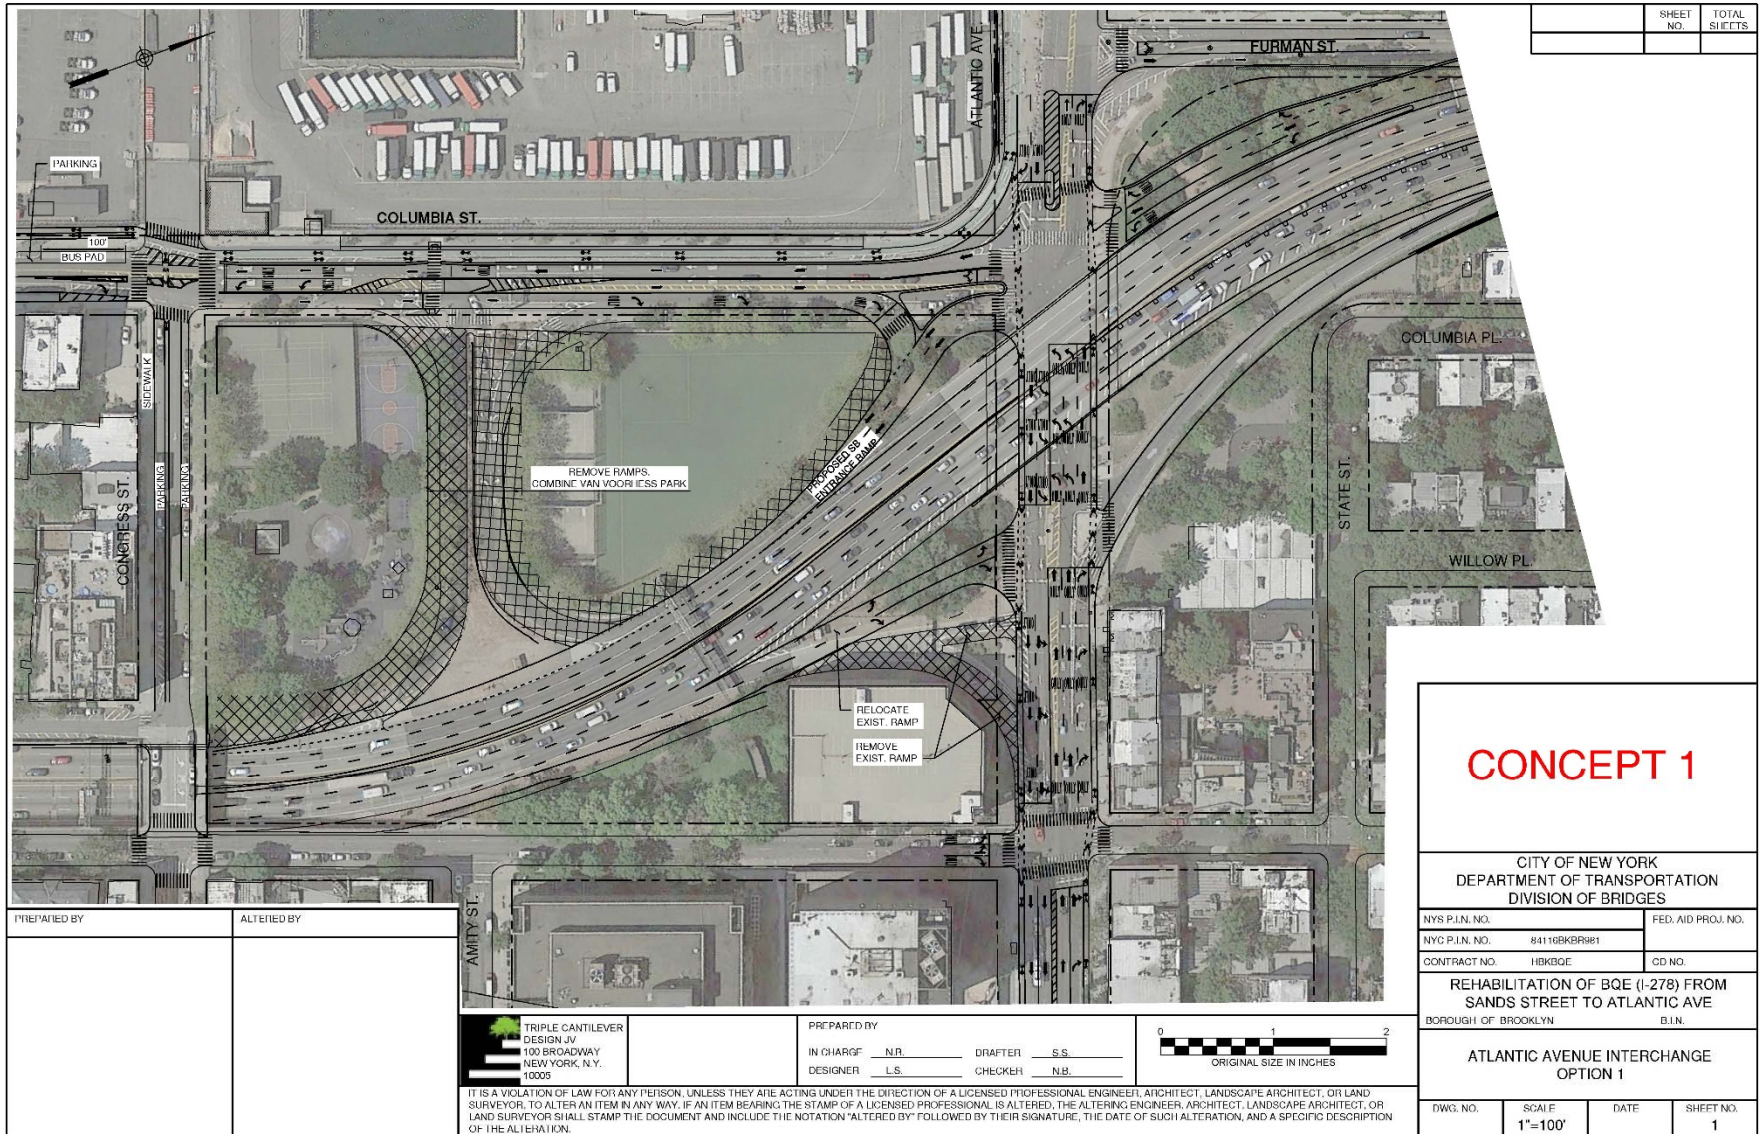 SHEET
NO.
TOTAL
SHEETS
FURMAN ST.
ATLANTIC AVE
PARKING
COLUMBIA ST.
100'
BUS PAD
SIDEWALK
PARKING
PARKING
CONGRESS ST.
COLUMBIA PL.
REMOVE RAMPS.
COMBINE VAN VOORHESS PARK
PROPOSED SB
ENTRANCE RAMP
STATE ST.
WILLOW PL.
RELOCATE
EXIST. RAMP
REMOVE
EXIST. RAMP
AMITY ST.
CONCEPT 1
CITY OF NEW YORK
DEPARTMENT OF TRANSPORTATION
DIVISION OF BRIDGES
NYS P.I.N. NO.
FED. AID PROJ. NO.
NYC P.I.N. NO. 84116BKBR981
CONTRACT NO. HBKBQE
CD NO.
REHABILITATION OF BQE (I-278) FROM
SANDS STREET TO ATLANTIC AVE
BOROUGH OF BROOKLYN B.I.N.
ATLANTIC AVENUE INTERCHANGE
OPTION 1
DWG. NO.
SCALE
1"=100'
DATE
SHEET NO.
1
PREPARED BY
ALTERED BY
TRIPLE CANTILEVER
DESIGN JV
100 BROADWAY
NEW YORK, N.Y.
10005
PREPARED BY
IN CHARGE N.R. DRAFTER S.S.
DESIGNER L.S. CHECKER N.B.
0 1 2
ORIGINAL SIZE IN INCHES
IT IS A VIOLATION OF LAW FOR ANY PERSON, UNLESS THEY ARE ACTING UNDER THE DIRECTION OF A LICENSED PROFESSIONAL ENGINEER, ARCHITECT, LANDSCAPE ARCHITECT, OR LAND
SURVEYOR, TO ALTER AN ITEM IN ANY WAY. IF AN ITEM BEARING THE STAMP OF A LICENSED PROFESSIONAL IS ALTERED, THE ALTERING ENGINEER, ARCHITECT, LANDSCAPE ARCHITECT, OR
LAND SURVEYOR SHALL STAMP THE DOCUMENT AND INCLUDE THE NOTATION "ALTERED BY" FOLLOWED BY THEIR SIGNATURE, THE DATE OF SUCH ALTERATION, AND A SPECIFIC DESCRIPTION
OF THE ALTERATION.